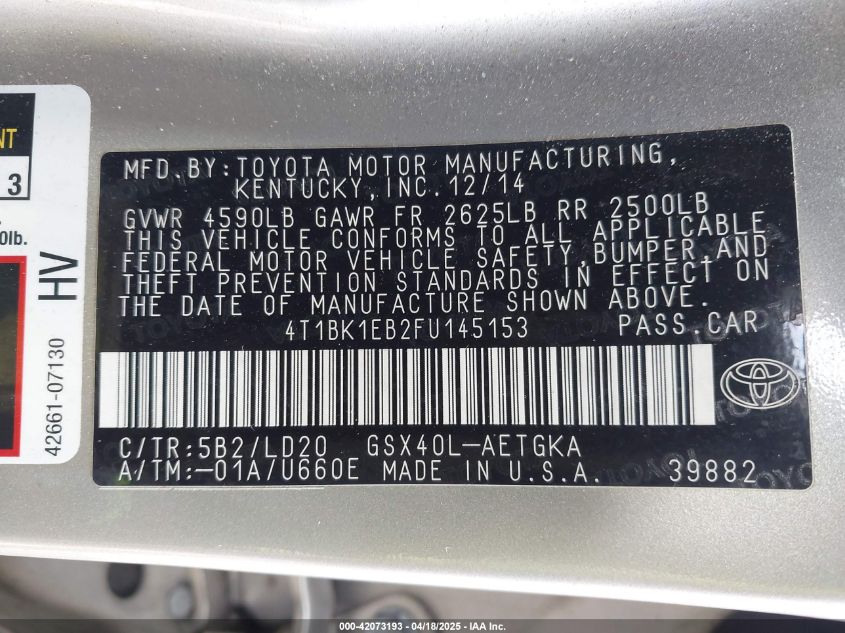 NT
3
0lb.
HV
42661-07130
MFD.BY:TOYOTA MOTOR MANUFACTURING,
KENTUCKY,INC.12/14
GVWR 4590LB GAWR FR 2625LB RR 2500LB
THIS VEHICLE CONFORMS TO ALL APPLICABLE
FEDERAL MOTOR VEHICLE SAFETY,BUMPER,AND
THEFT PREVENTION STANDARDS IN EFFECT ON
THE DATE OF MANUFACTURE SHOWN ABOVE.
4T1BK1EB2FU145153 PASS.CAR
C/TR:5B2/LD20 GSX40L-AETGKA
A/TM:-01A/U660E MADE IN U.S.A. 39882
000-42073193 - 04/18/2025 - IAA Inc.